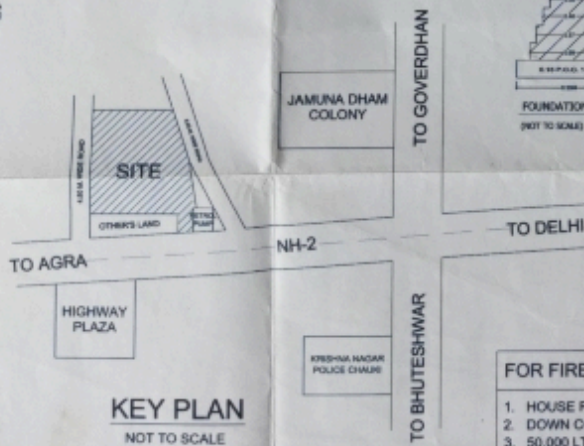 JAMUNA DHAM
COLONY
TO GOVERDHAN
FOUNDATION
(NOT TO SCALE)
SITE
OTHER'S LAND
PETROL
PUMP
TO AGRA
NH-2
TO DELHI
HIGHWAY
PLAZA
KRISHNA NAGAR
POLICE CHAUKI
TO BHUTESHWAR
KEY PLAN
NOT TO SCALE
FOR FIRE
1. HOUSE
2. DOWN C
3. 50,000 LT